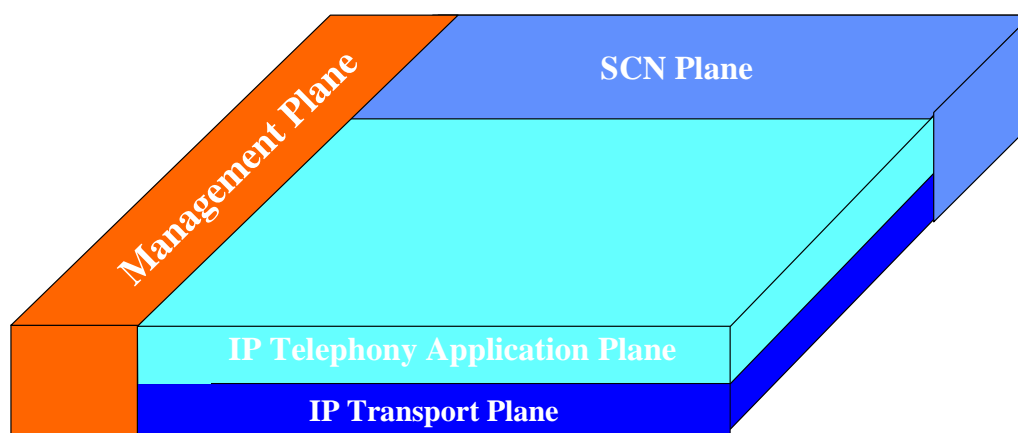 SCN Plane
Management Plane
IP Telephony Application Plane
IP Transport Plane